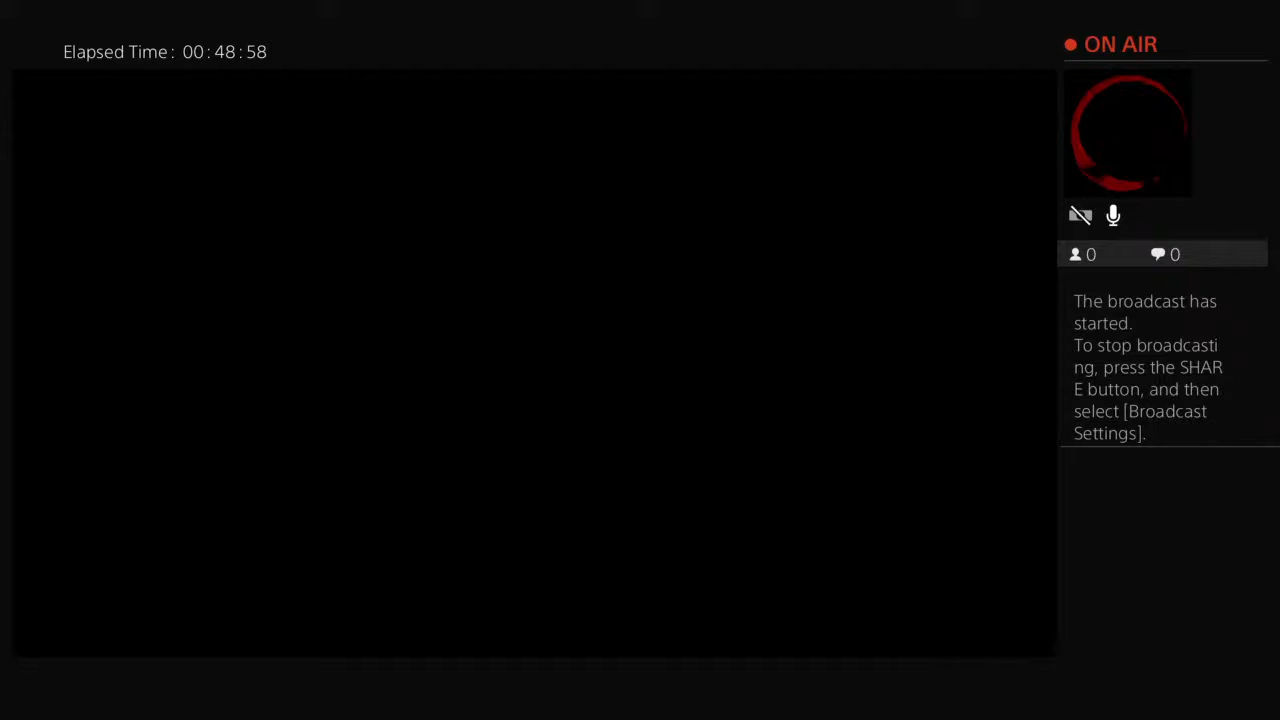 Elapsed Time: 00:48:58
ON AIR
0 0
The broadcast has
started.
To stop broadcasti
ng, press the SHAR
E button, and then
select [Broadcast
Settings].